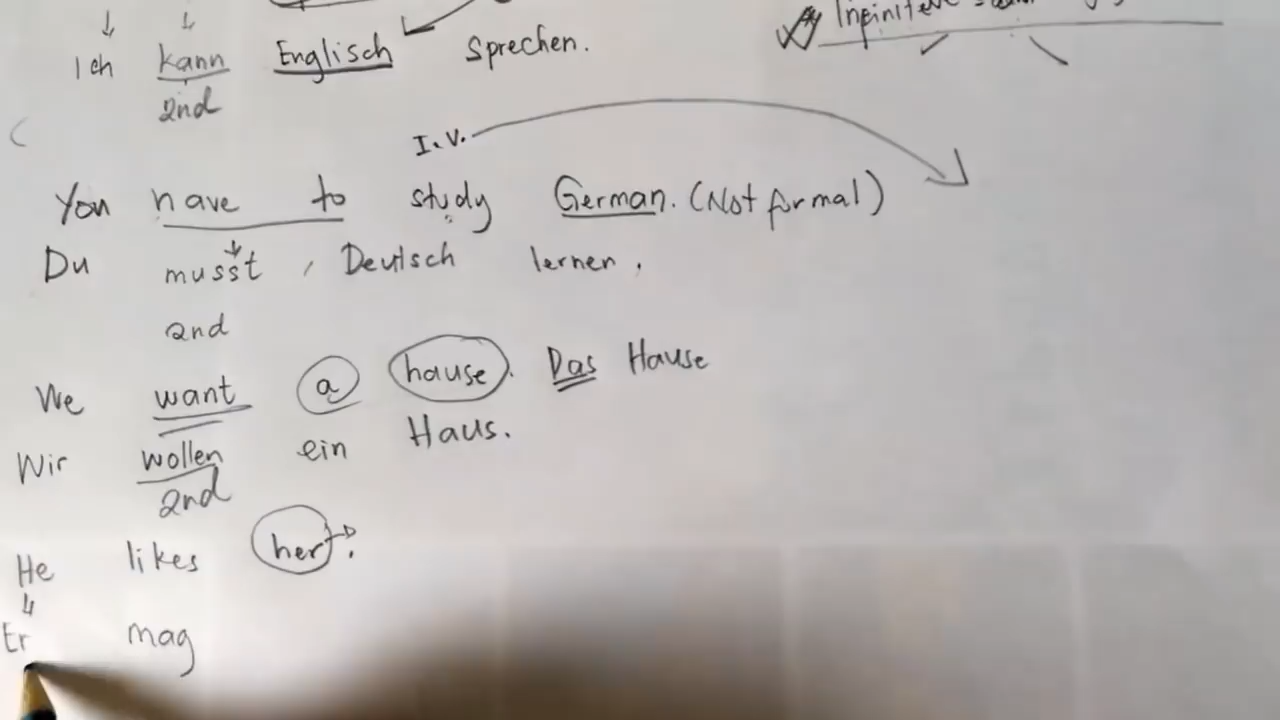 Infinitive
Ich kann Englisch Sprechen.
2nd
I.V.
You have to study German. (Not formal)
Du musst Deutsch lernen.
2nd
We want a hause. Das Hause
Wir wollen ein Haus.
2nd
He likes her.
Er mag